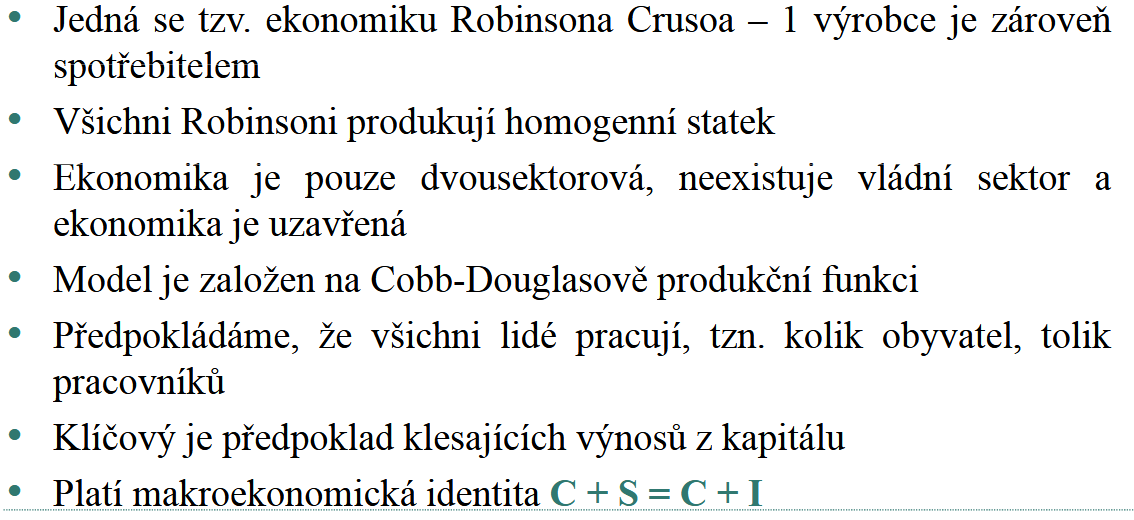 • Jedná se tzv. ekonomiku Robinsona Crusoa – 1 výrobce je zároveň
spotřebitelem
• Všichni Robinsoni produkují homogenní statek
• Ekonomika je pouze dvousektorová, neexistuje vládní sektor a
ekonomika je uzavřená
• Model je založen na Cobb-Douglasově produkční funkci
• Předpokládáme, že všichni lidé pracují, tzn. kolik obyvatel, tolik
pracovníků
• Klíčový je předpoklad klesajících výnosů z kapitálu
• Platí makroekonomická identita C + S = C + I